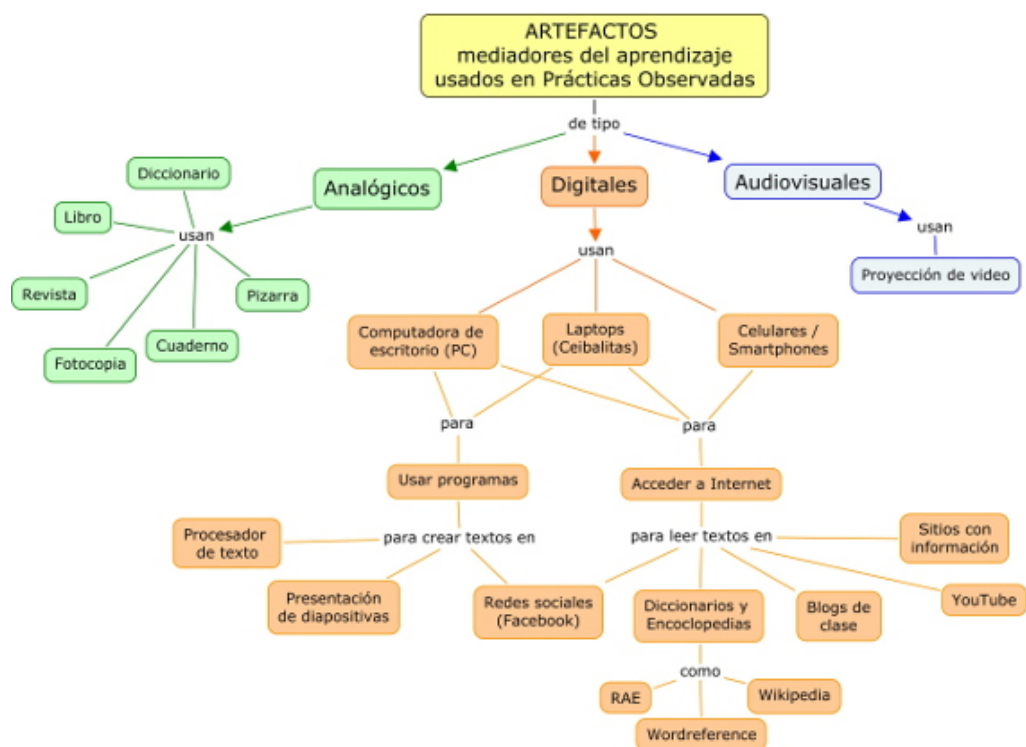 ARTEFACTOS
mediadores del aprendizaje
usados en Prácticas Observadas
de tipo
Analógicos
Digitales
Audiovisuales
Diccionario
Libro
usan
Revista
Pizarra
Cuaderno
Fotocopia
usan
usan
Proyección de video
Computadora de
escritorio (PC)
Laptops
(Ceibalitas)
Celulares /
Smartphones
para
para
Usar programas
Acceder a Internet
Procesador
de texto
para crear textos en
para leer textos en
Sitios con
información
Presentación
de diapositivas
Redes sociales
(Facebook)
Diccionarios y
Encoclopedias
Blogs de
clase
YouTube
como
RAE
Wikipedia
Wordreference